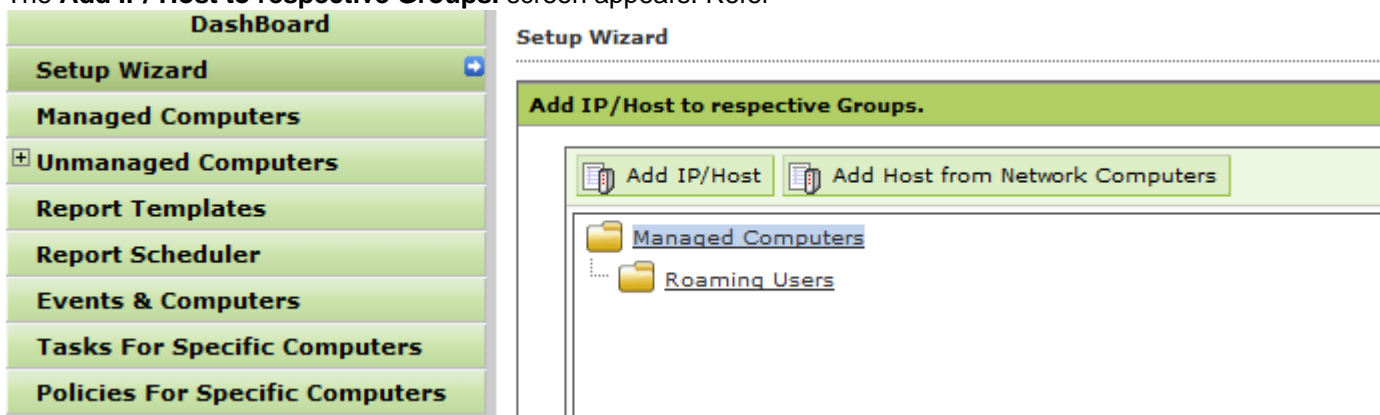 The Add IP/Host to respective Groups. screen appears. Refer
DashBoard
Setup Wizard
Managed Computers
Unmanaged Computers
Report Templates
Report Scheduler
Events & Computers
Tasks For Specific Computers
Policies For Specific Computers
Setup Wizard
Add IP/Host to respective Groups.
Add IP/Host
Add Host from Network Computers
Managed Computers
Roaming Users